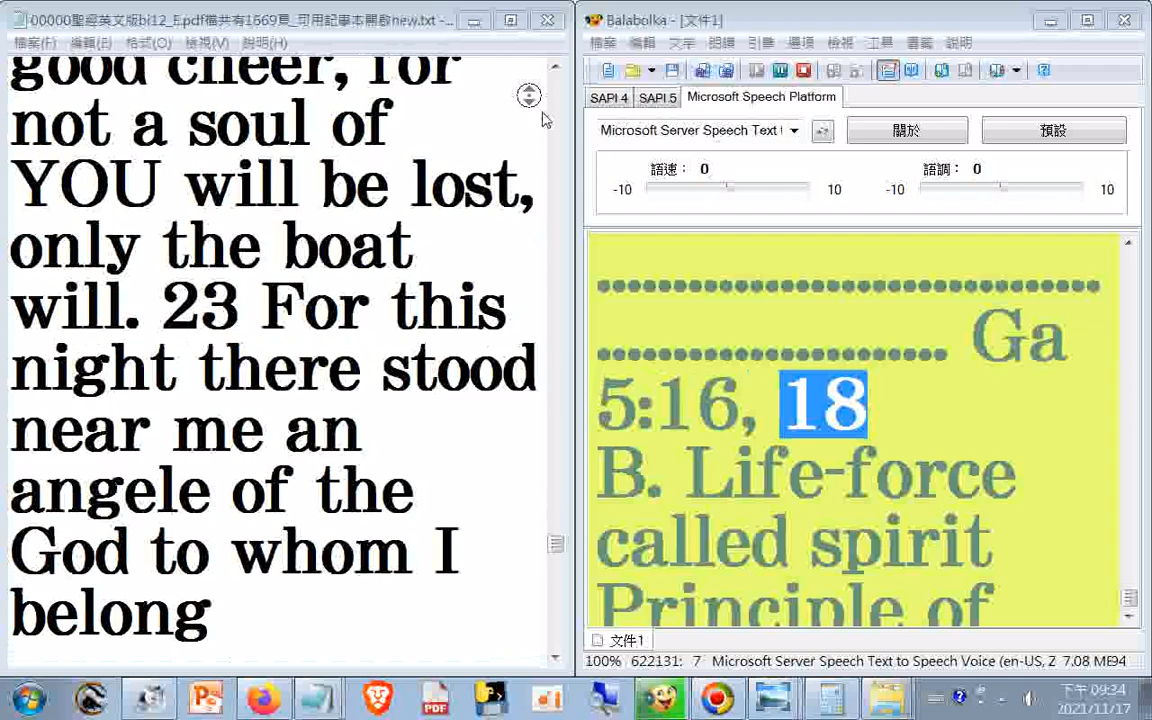 00000聖經英文版bi12_E.pdf檔共有1669頁_可用記事本開啟new.txt -...
檔案(F) 編輯(E) 格式(O) 檢視(V) 說明(H)
good cheer, for
not a soul of
YOU will be lost,
only the boat
will. 23 For this
night there stood
near me an
angele of the
God to whom I
belong
Balabolka - [文件1]
檔案 編輯 文字 朗讀 引擎 選項 檢視 工具 書籤 說明
SAPI 4 SAPI 5 Microsoft Speech Platform
Microsoft Server Speech Text 關於 預設
語速： 0 語調： 0
-10 10 -10 10
Ga
5:16, 18
B. Life-force
called spirit
Principle of
文件1
100% 622131: 7 Microsoft Server Speech Text to Speech Voice (en-US, Z 7.08 ME94
PDF
下午 09:34
2021/11/17